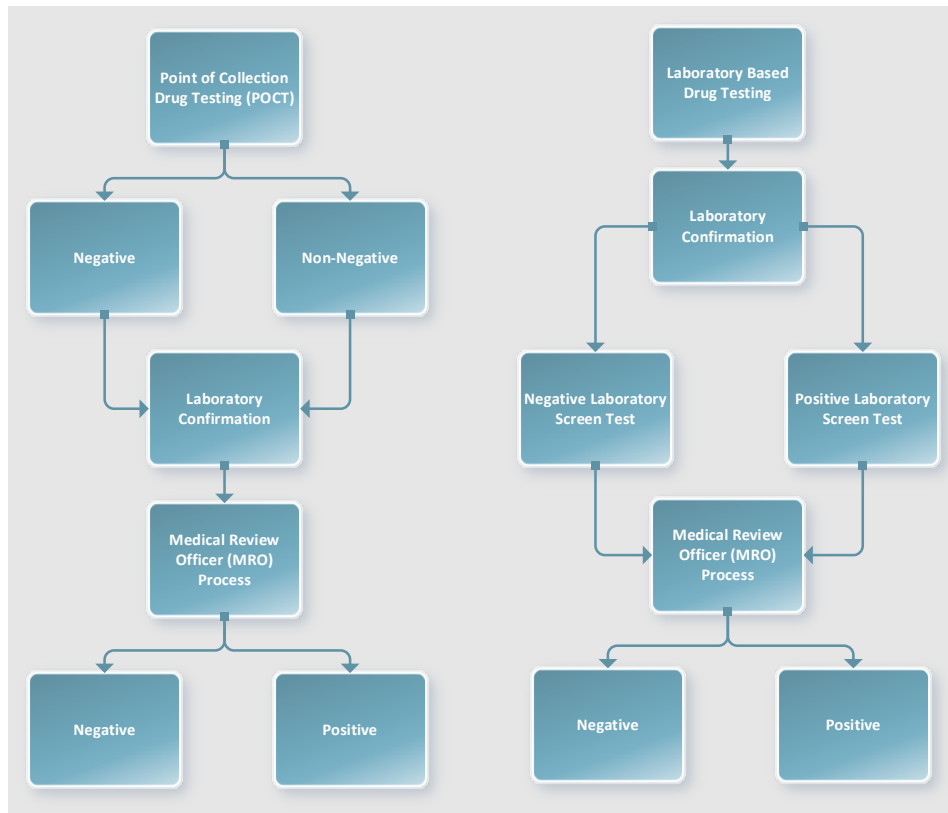 Point of Collection
Drug Testing (POCT)
Negative
Non-Negative
Laboratory
Confirmation
Medical Review
Officer (MRO)
Process
Negative
Positive
Laboratory Based
Drug Testing
Laboratory
Confirmation
Negative Laboratory
Screen Test
Positive Laboratory
Screen Test
Medical Review
Officer (MRO)
Process
Negative
Positive